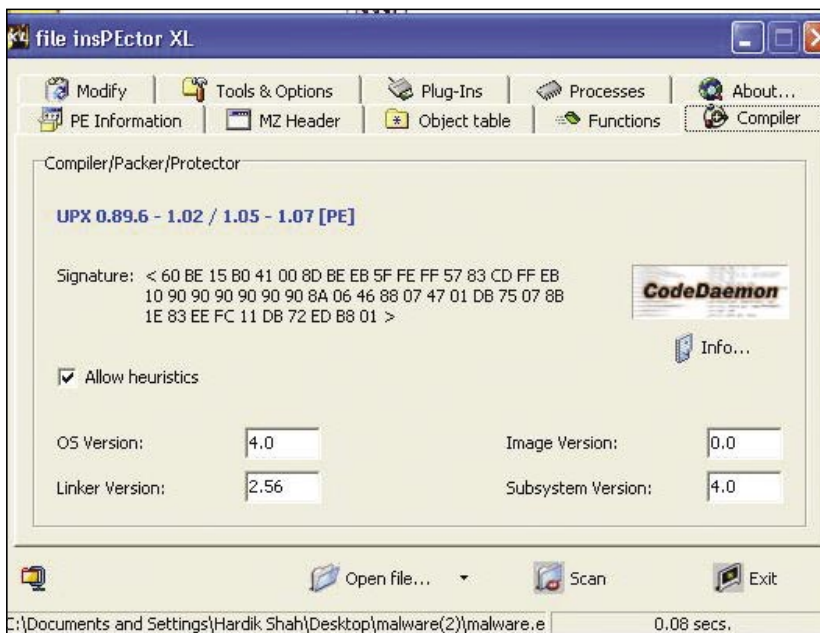 file insPEctor XL
Modify
Tools & Options
Plug-Ins
Processes
About...
PE Information
MZ Header
Object table
Functions
Compiler
Compiler/Packer/Protector
UPX 0.89.6 - 1.02 / 1.05 - 1.07 [PE]
Signature: < 60 BE 15 B0 41 00 8D BE EB 5F FE FF 57 83 CD FF EB
10 90 90 90 90 90 90 8A 06 46 88 07 47 01 DB 75 07 8B
1E 83 EE FC 11 DB 72 ED B8 01 >
CodeDaemon
Info...
Allow heuristics
OS Version: 4.0
Image Version: 0.0
Linker Version: 2.56
Subsystem Version: 4.0
Open file...
Scan
Exit
C:\Documents and Settings\Hardik Shah\Desktop\malware(2)\malware.e
0.08 secs.